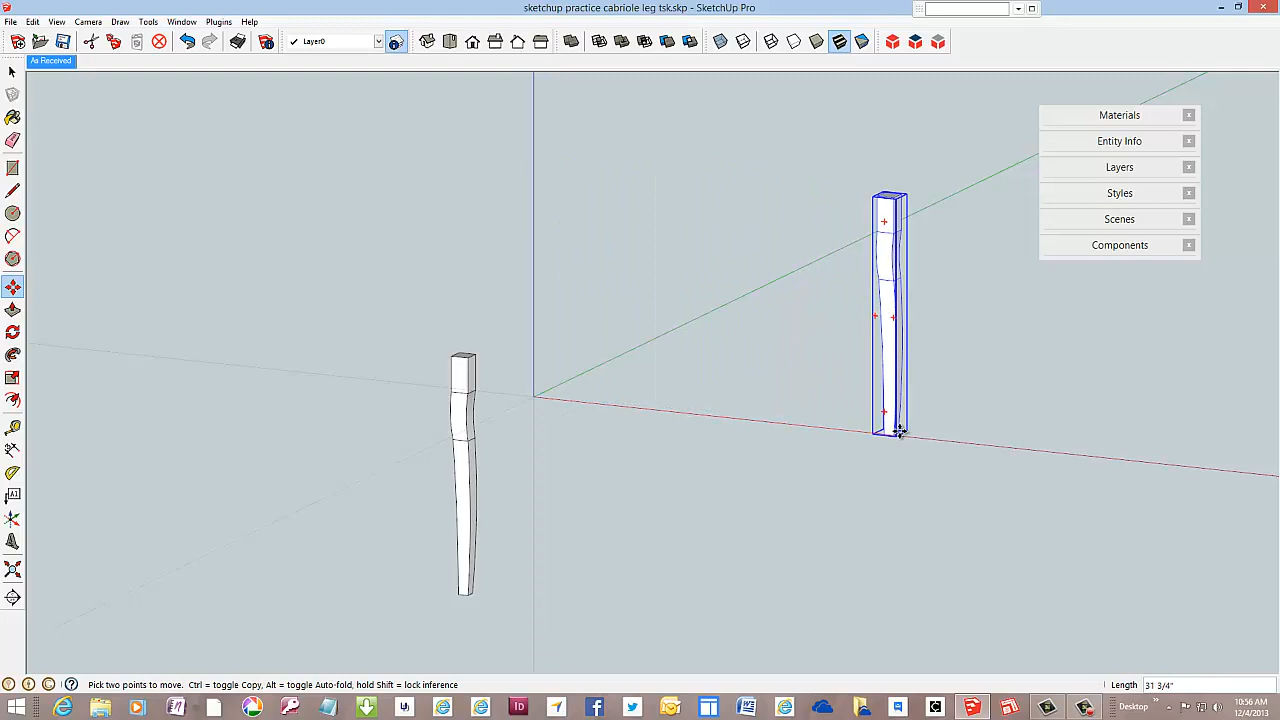 sketchup practice cabriole leg tsk.skp - SketchUp Pro
File Edit View Camera Draw Tools Window Plugins Help
Layer0
As Received
Materials
Entity Info
Layers
Styles
Scenes
Components
Pick two points to move. Ctrl = toggle Copy, Alt = toggle Auto-fold, hold Shift = lock inference
Length 31 3/4"
Desktop
10:56 AM
12/4/2013